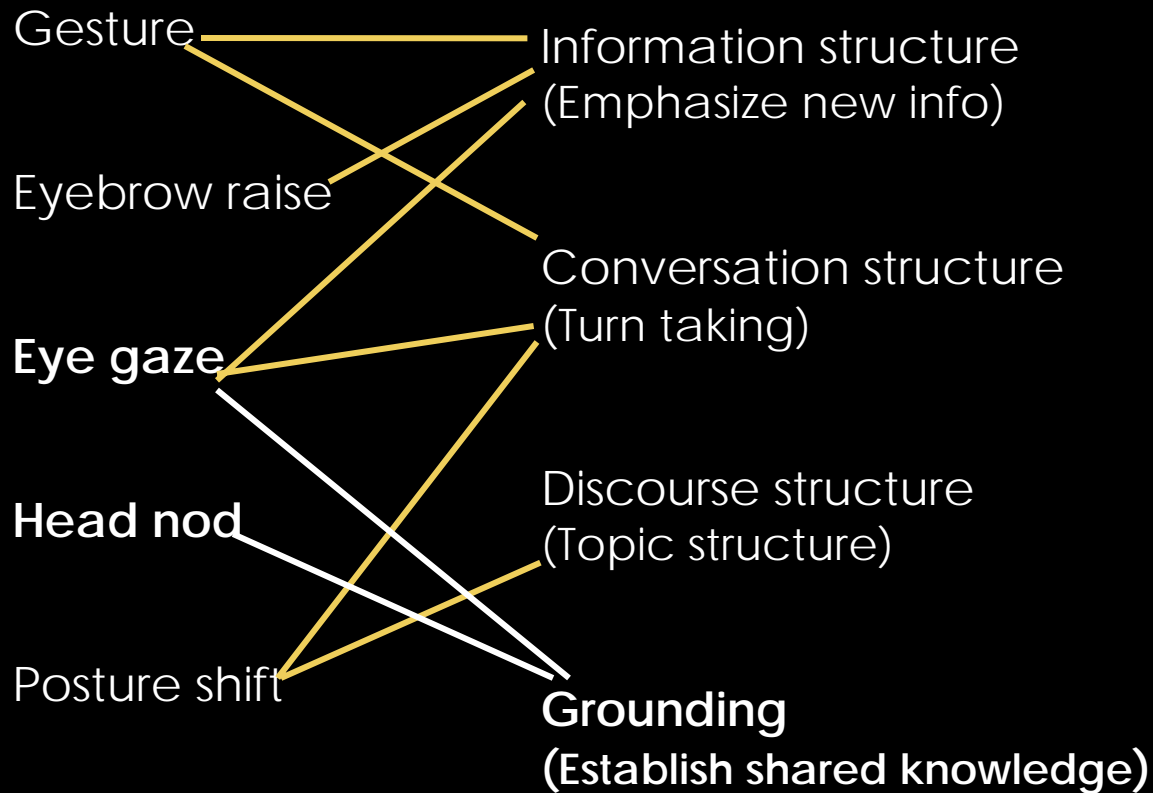 Gesture
Eyebrow raise
Eye gaze
Head nod
Posture shift
Information structure
(Emphasize new info)
Conversation structure
(Turn taking)
Discourse structure
(Topic structure)
Grounding
(Establish shared knowledge)